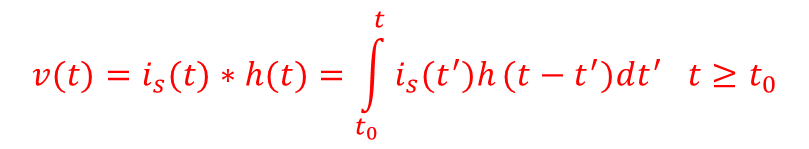 v(t) = i_s(t) * h(t) = ∫_{t_0}^{t} i_s(t')h (t − t')dt'   t ≥ t_0